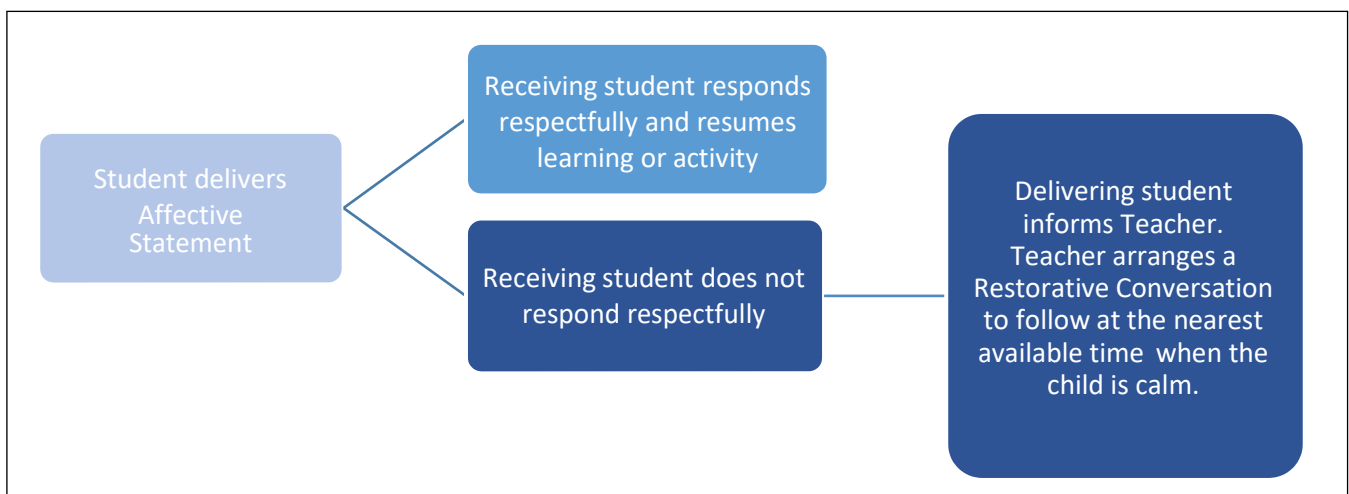 Student delivers
Affective
Statement
Receiving student responds
respectfully and resumes
learning or activity
Receiving student does not
respond respectfully
Delivering student
informs Teacher.
Teacher arranges a
Restorative Conversation
to follow at the nearest
available time when the
child is calm.